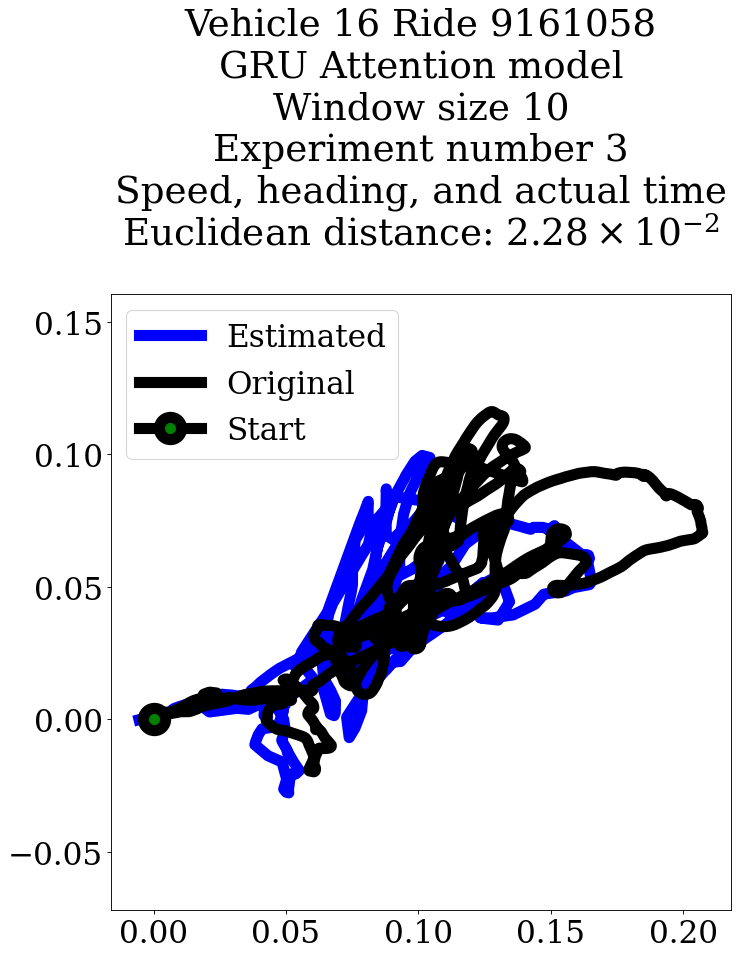 Vehicle 16 Ride 9161058
GRU Attention model
Window size 10
Experiment number 3
Speed, heading, and actual time
Euclidean distance: 2.28 × 10⁻²
0.15
0.10
0.05
0.00
−0.05
Estimated
Original
Start
0.00 0.05 0.10 0.15 0.20